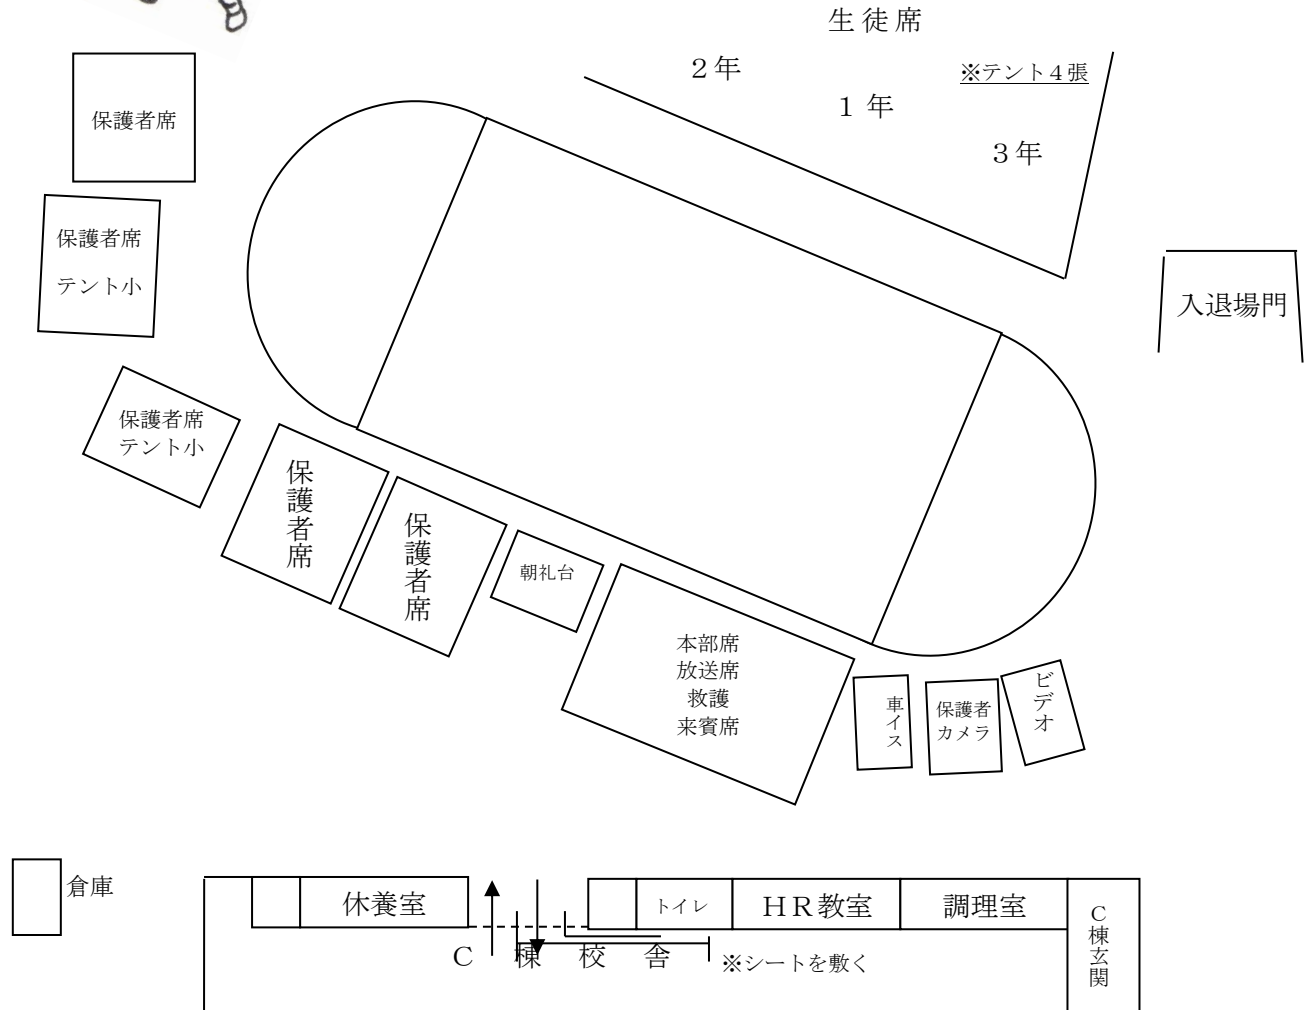 生徒席
２年
※テント４張
１年
３年
保護者席
保護者席
テント小
入退場門
保護者席
テント小
保護者席
保護者席
朝礼台
本部席
放送席
救護
来賓席
車イス
保護者
カメラ
ビデオ
倉庫
休養室
トイレ
ＨＲ教室
調理室
Ｃ棟玄関
Ｃ棟校舎
※シートを敷く